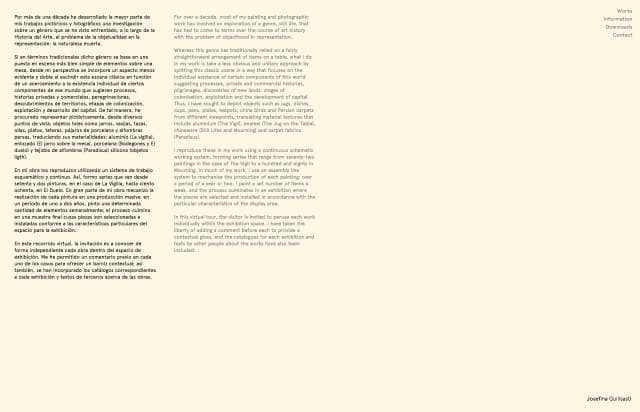 Por más de una década he desarrollado la mayor parte de
mis trabajos pictóricos y fotográficos una investigación
sobre un género que se ha visto enfrentado, a lo largo de la
Historia del Arte, al problema de la objetualidad en la
representación: la naturaleza muerta.
Si en términos tradicionales dicho género se basa en una
puesta en escena más bien simple de elementos sobre una
mesa, desde mi perspectiva se incorpora un aspecto menos
evidente y doble al escindir esta escena clásica en función
de un acercamiento a la existencia individual de ciertos
componentes de ese mundo que sugieren procesos,
historias privadas y comerciales, peregrinaciones,
descubrimientos de territorios, etapas de colonización,
explotación y desarrollo del capital. De tal manera, he
procurado representar pictóricamente, desde diversos
puntos de vista, objetos tales como jarros, vasijas, tazas,
ollas, platos, teteras, pájaros de porcelana y alfombras
persas, traduciendo sus materialidades: aluminio (La vigilia),
enlozado (El jarro sobre la mesa), porcelana (Bodegones y El
duelo) y tejidos de alfombras (Paradisus) silicona (objetos
light).
En mi obra los reproduzco utilizando un sistema de trabajo
esquemático y continuo. Así, formo series que van desde
setenta y dos pinturas, en el caso de La Vigilia, hasta ciento
ochenta, en El Duelo. En gran parte de mi obra mecanizo la
realización de cada pintura en una producción masiva: en
un período de uno a dos años, pinto una determinada
cantidad de elementos semanalmente; el proceso culmina
en una muestra final cuyas piezas son seleccionadas e
instaladas conforme a las características particulares del
espacio para la exhibición.
En este recorrido virtual, la invitación es a conocer de
forma independiente cada obra dentro del espacio de
exhibición. Me he permitido un comentario previo en cada
uno de los casos para ofrecer un barniz contextual; así
también, se han incorporado los catálogos correspondientes
a cada exhibición y textos de terceros acerca de las obras.
For over a decade, most of my painting and photographic
work has involved an exploration of a genre, still life, that
has had to come to terms over the course of art history
with the problem of objecthood in representation.
Whereas this genre has traditionally relied on a fairly
straightforward arrangement of items on a table, what I do
in my work is take a less obvious and unitary approach by
splitting this classic scene in a way that focuses on the
individual existence of certain components of this world
suggesting processes, private and commercial histories,
pilgrimages, discoveries of new lands, stages of
colonisation, exploitation and the development of capital.
Thus, I have sought to depict objects such as jugs, dishes,
cups, pans, plates, teapots, china birds and Persian carpets
from different viewpoints, translating material textures that
include aluminium (The Vigil), enamel (The Jug on the Table),
chinaware (Still Lifes and Mourning) and carpet fabrics
(Paradisus).
I reproduce these in my work using a continuous schematic
working system, forming series that range from seventy-two
paintings in the case of The Vigil to a hundred and eighty in
Mourning. In much of my work, I use an assembly line
system to mechanise the production of each painting: over
a period of a year or two, I paint a set number of items a
week, and the process culminates in an exhibition where
the pieces are selected and installed in accordance with the
particular characteristics of the display area.
In this virtual tour, the visitor is invited to peruse each work
individually within the exhibition space. I have taken the
liberty of adding a comment before each to provide a
contextual gloss, and the catalogues for each exhibition and
texts by other people about the works have also been
included.
Works
Information
Downloads
Contact
Josefina Guilisasti